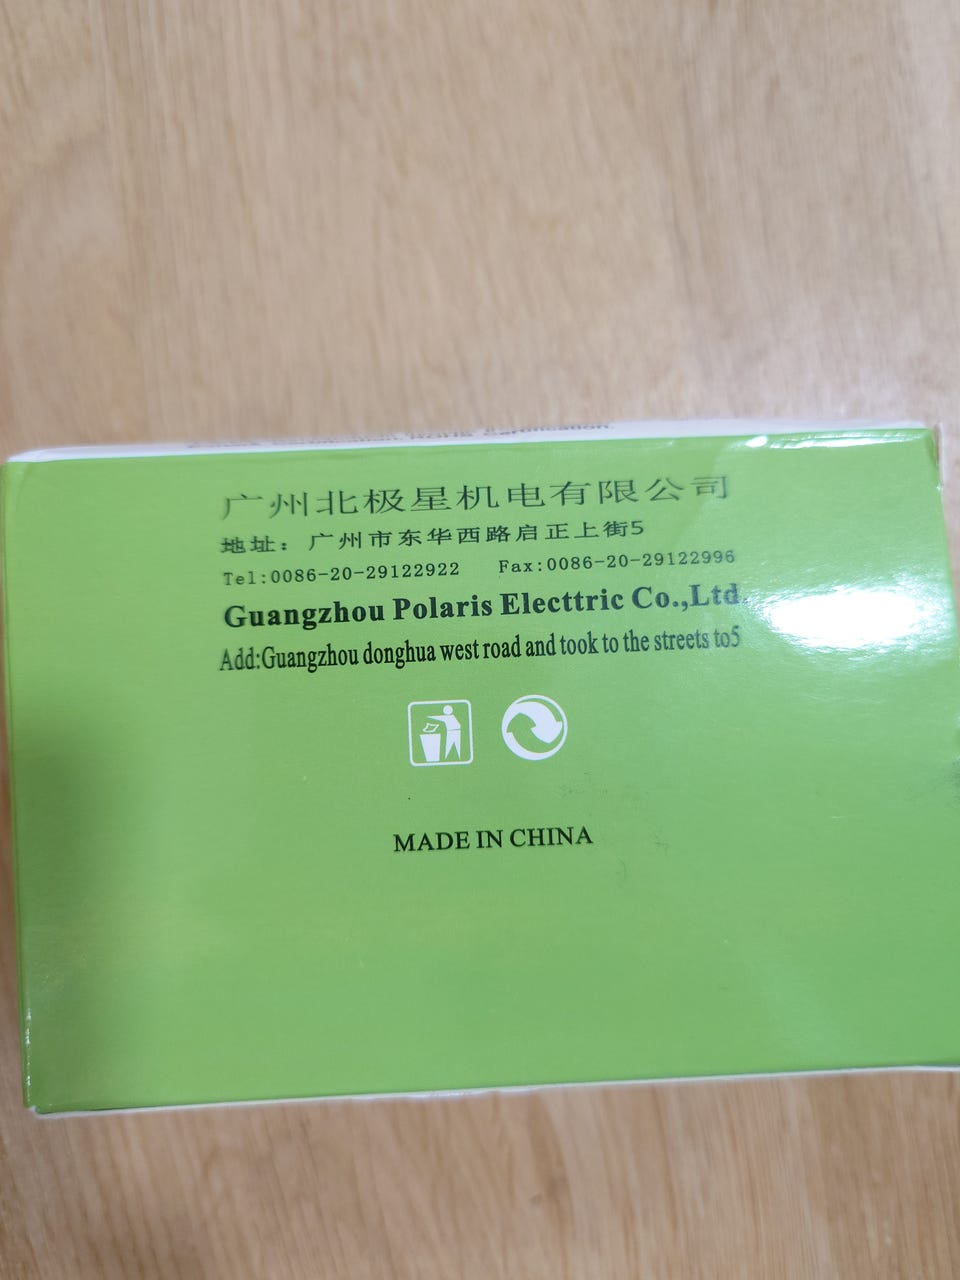 Certification.
广州北极星机电有限公司
地址：广州市东华西路启正上街5
Tel:0086-20-29122922 Fax:0086-20-29122996
Guangzhou Polaris Electtric Co.,Ltd.
Add:Guangzhou donghua west road and took to the streets to5
MADE IN CHINA